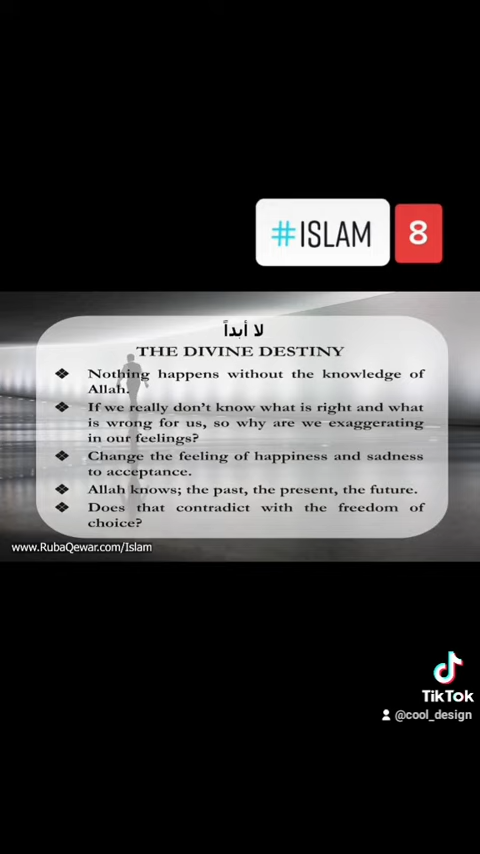 #ISLAM 8
لا أبداً
THE DIVINE DESTINY
❖ Nothing happens without the knowledge of
Allah.
❖ If we really don't know what is right and what
is wrong for us, so why are we exaggerating
in our feelings?
❖ Change the feeling of happiness and sadness
to acceptance.
❖ Allah knows; the past, the present, the future.
❖ Does that contradict with the freedom of
choice?
www.RubaQewar.com/Islam
TikTok
@cool_design